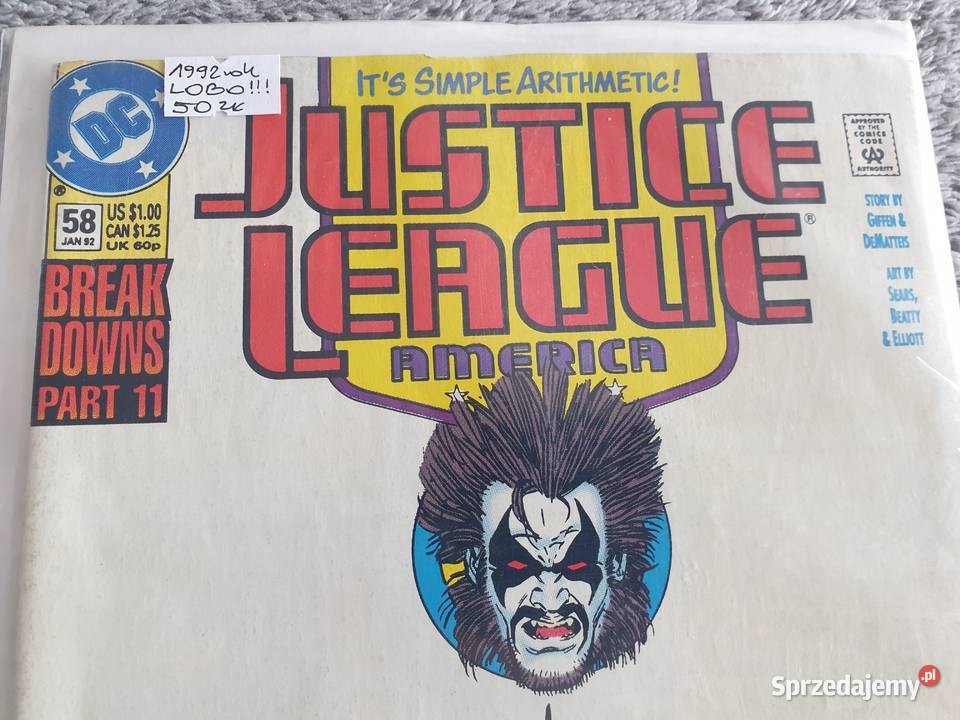 1992 rok
LOBO!!!
50 zł
DC
®
58
JAN 92
US $1.00
CAN $1.25
UK 60p
BREAK
DOWNS
PART 11
IT'S SIMPLE ARITHMETIC!
JUSTICE
LEAGUE®
AMERICA
APPROVED
BY THE
COMICS
CODE
CA
AUTHORITY
STORY BY
GIFFEN &
DEMATTEIS
ART BY
SEARS,
BEATTY
& ELLIOTT
Sprzedajemy.pl